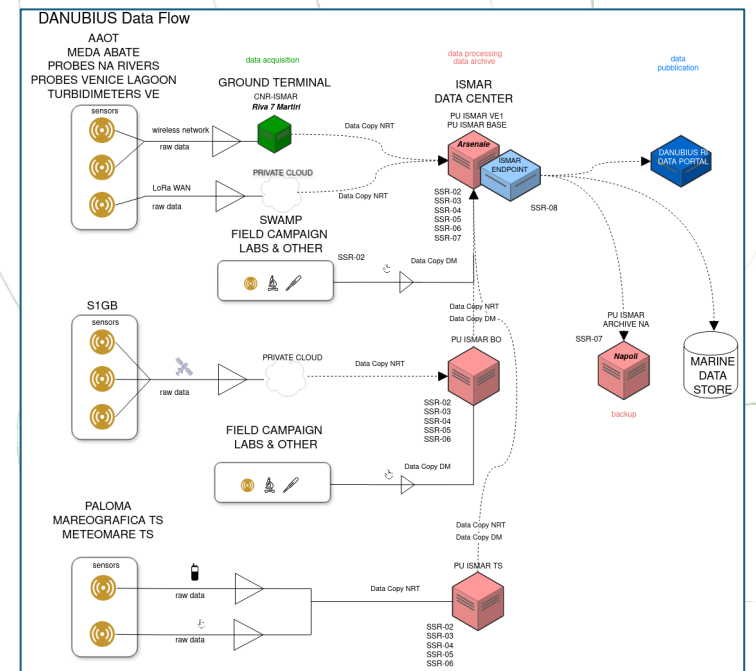 DANUBIUS Data Flow
AAOT
MEDA ABATE
PROBES NA RIVERS
PROBES VENICE LAGOON
TURBIDIMETERS VE
sensors
wireless network
raw data
LoRa WAN
raw data
data acquisition
GROUND TERMINAL
CNR-ISMAR
Riva 7 Martiri
Data Copy NRT
PRIVATE CLOUD
Data Copy NRT
data processing
data archive
ISMAR
DATA CENTER
PU ISMAR VE1
PU ISMAR BASE
Arsenale
ISMAR
ENDPOINT
SSR-02
SSR-03
SSR-04
SSR-05
SSR-06
SSR-07
SSR-08
data
pubblication
DANUBIUS RI
DATA PORTAL
SWAMP
FIELD CAMPAIGN
LABS & OTHER
SSR-02
Data Copy DM
Data Copy NRT
Data Copy DM
S1GB
sensors
raw data
PRIVATE CLOUD
Data Copy NRT
PU ISMAR BO
SSR-02
SSR-03
SSR-04
SSR-05
SSR-06
PU ISMAR
ARCHIVE NA
SSR-07
Napoli
backup
MARINE
DATA
STORE
FIELD CAMPAIGN
LABS & OTHER
Data Copy DM
PALOMA
MAREOGRAFICA TS
METEOMARE TS
sensors
raw data
raw data
Data Copy NRT
Data Copy NRT
Data Copy DM
PU ISMAR TS
SSR-02
SSR-03
SSR-04
SSR-05
SSR-06